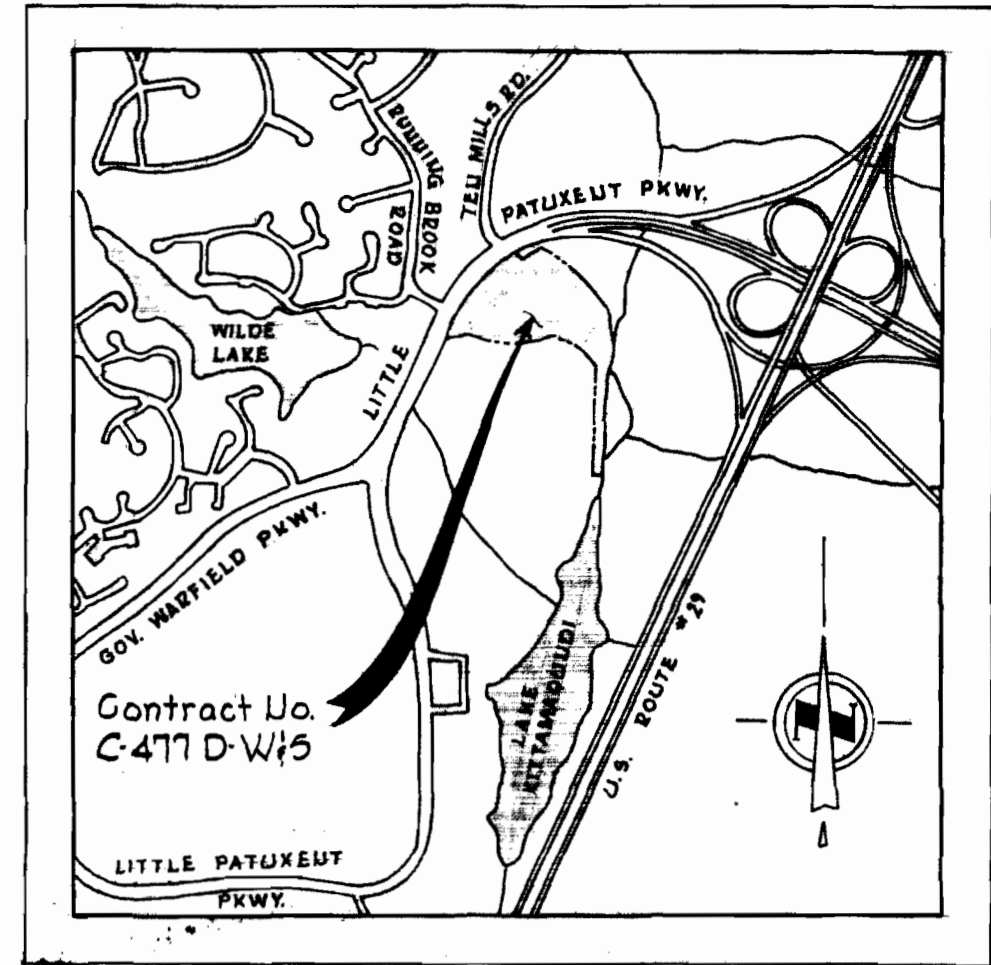 RUNNING BROOK
ROAD
TEN MILLS RD.
PATUXENT PKWY.
WILDE
LAKE
LITTLE
GOV. WARFIELD PKWY.
Contract No.
C-477 D-W&S
LAKE
KITTAMAQUNDI
U.S. ROUTE #29
N
LITTLE PATUXENT
PKWY.